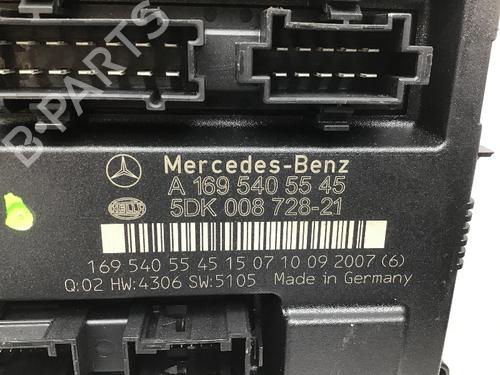 B-PARTS
Mercedes-Benz
A 169 540 55 45
HELLA
5DK 008 728-21
169 540 55 45 15 07 10 09 2007 (6)
Q:02 HW:4306 SW:5105 Made in Germany